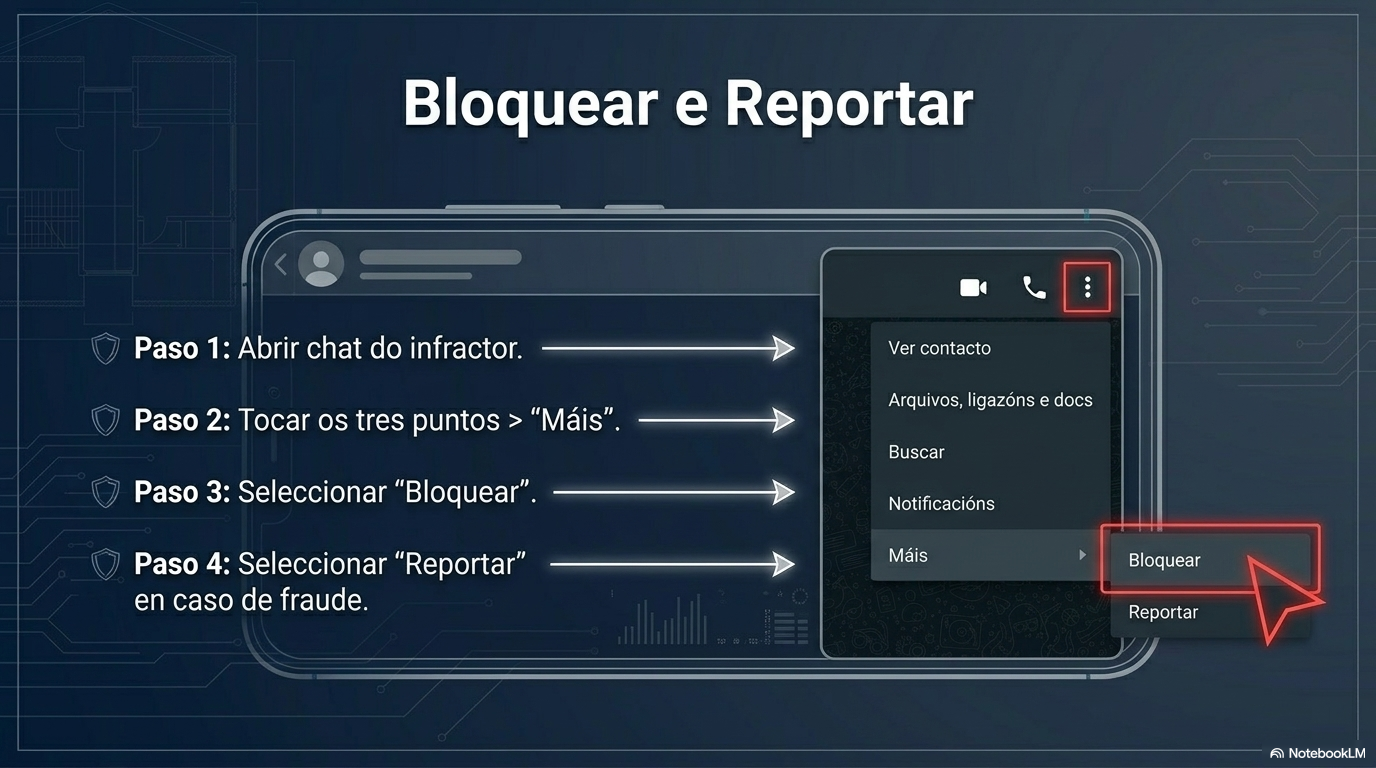 Bloquear e Reportar
Paso 1: Abrir chat do infractor.
Paso 2: Tocar os tres puntos > “Máis”.
Paso 3: Seleccionar “Bloquear”.
Paso 4: Seleccionar “Reportar”
en caso de fraude.
Ver contacto
Arquivos, ligazóns e docs
Buscar
Notificacións
Máis
Bloquear
Reportar
NotebookLM